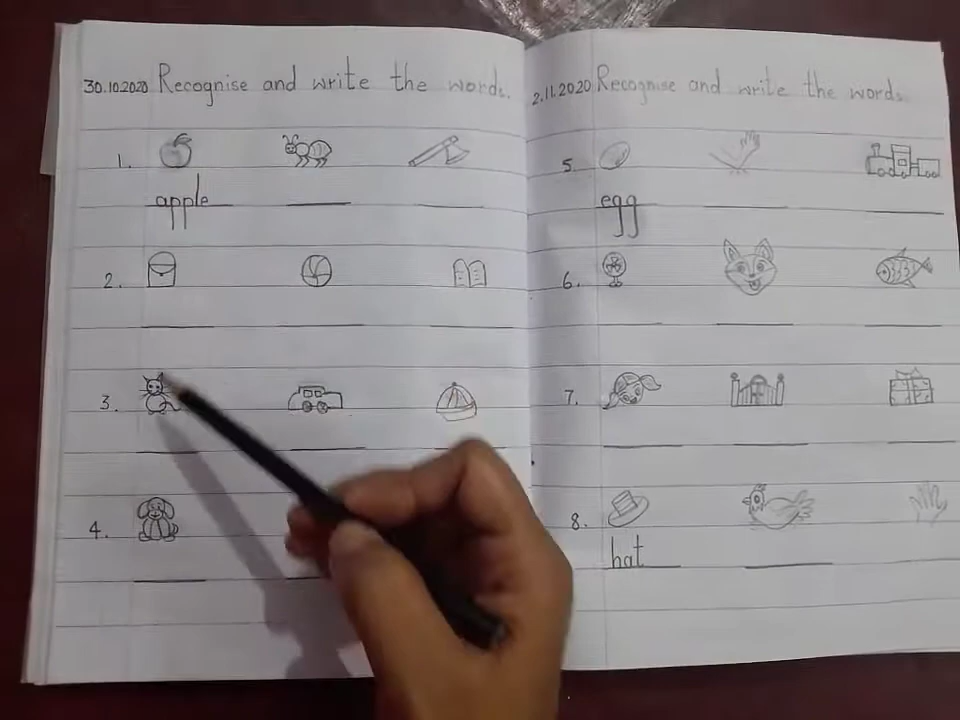 30.10.2020 Recognise and write the words.
1.
apple
2.
3.
4.
2.11.2020 Recognise and write the words.
5.
egg
6.
7.
8.
hat